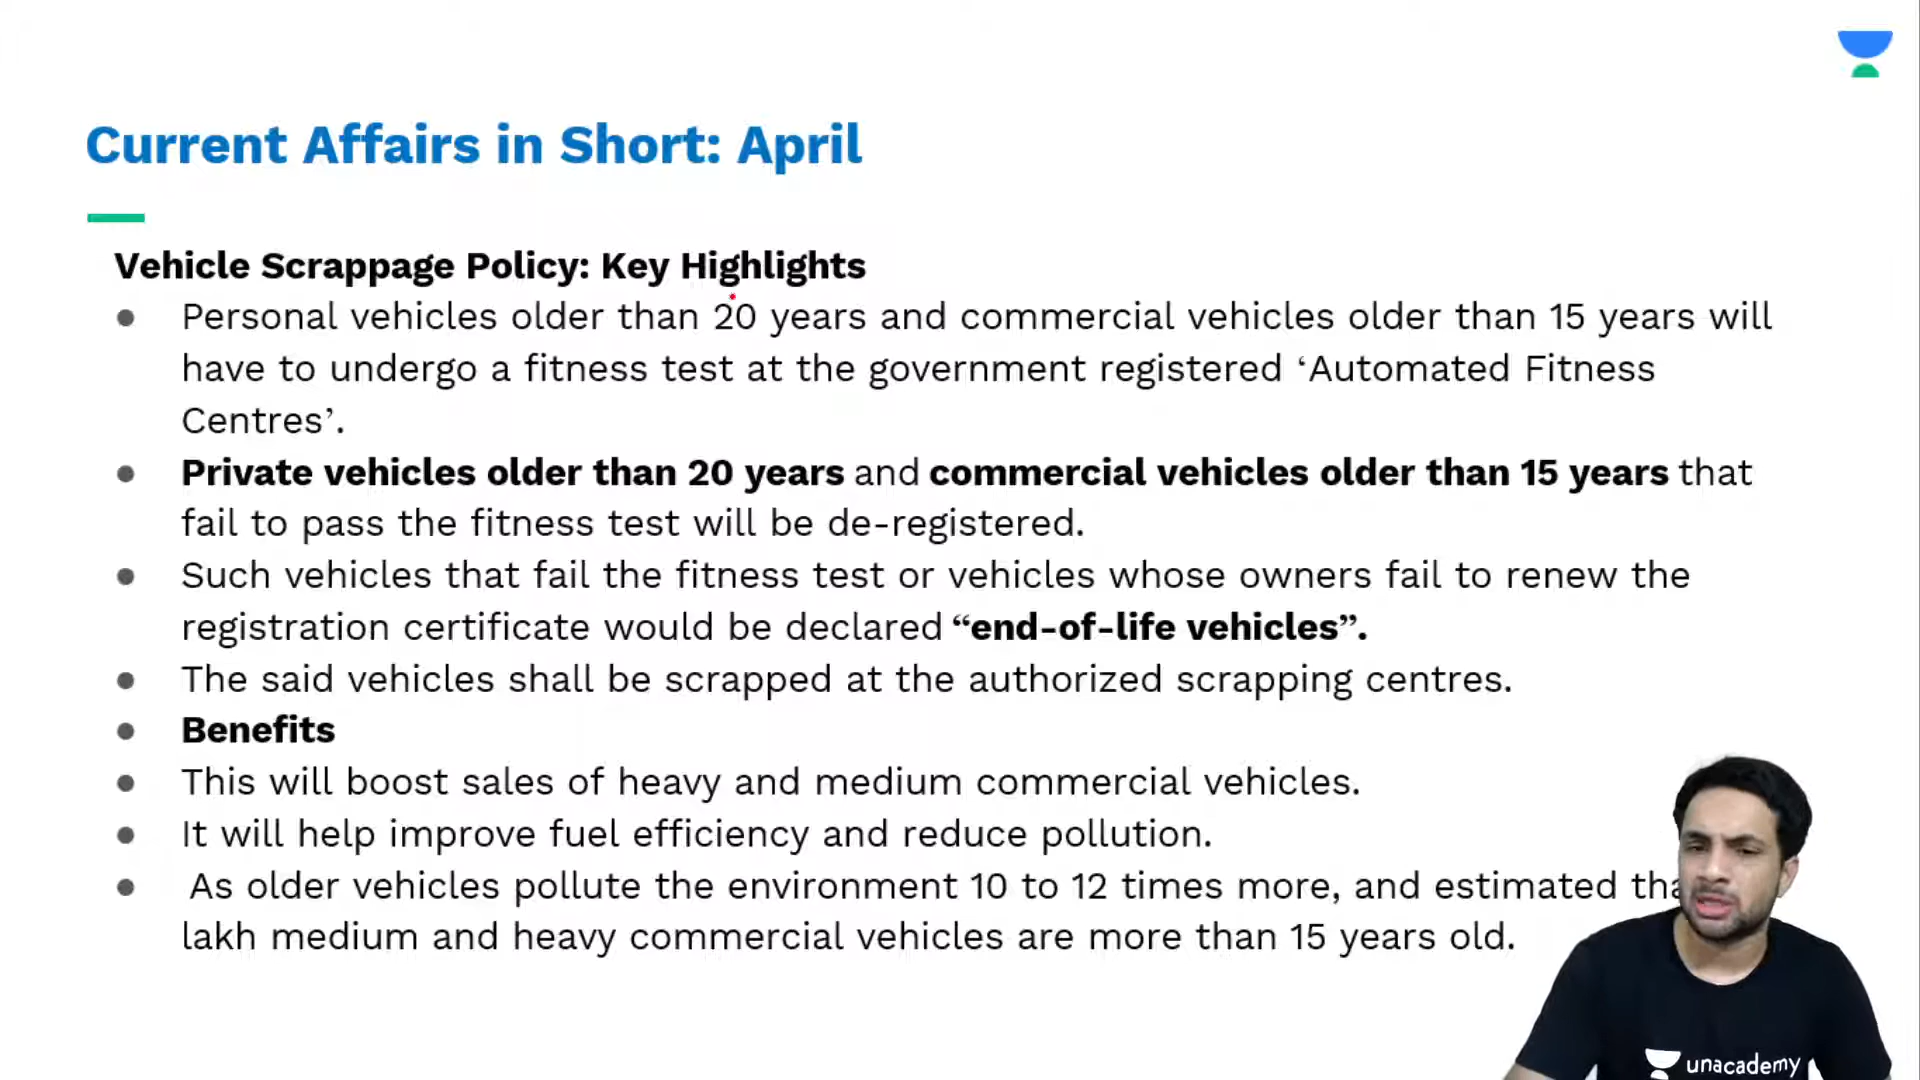 Current Affairs in Short: April
Vehicle Scrappage Policy: Key Highlights
Personal vehicles older than 20 years and commercial vehicles older than 15 years will
have to undergo a fitness test at the government registered ‘Automated Fitness
Centres’.
Private vehicles older than 20 years and commercial vehicles older than 15 years that
fail to pass the fitness test will be de-registered.
Such vehicles that fail the fitness test or vehicles whose owners fail to renew the
registration certificate would be declared “end-of-life vehicles”.
The said vehicles shall be scrapped at the authorized scrapping centres.
Benefits
This will boost sales of heavy and medium commercial vehicles.
It will help improve fuel efficiency and reduce pollution.
As older vehicles pollute the environment 10 to 12 times more, and estimated
lakh medium and heavy commercial vehicles are more than 15 years old.
unacademy